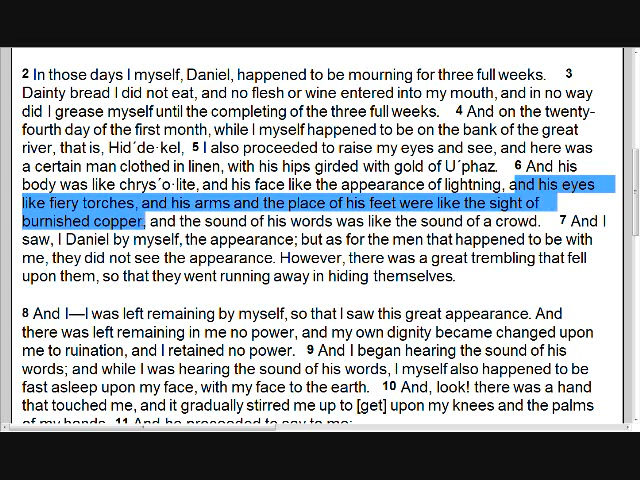 2 In those days I myself, Daniel, happened to be mourning for three full weeks. 3
Dainty bread I did not eat, and no flesh or wine entered into my mouth, and in no way
did I grease myself until the completing of the three full weeks. 4 And on the twenty-
fourth day of the first month, while I myself happened to be on the bank of the great
river, that is, Hid´de·kel, 5 I also proceeded to raise my eyes and see, and here was
a certain man clothed in linen, with his hips girded with gold of U´phaz. 6 And his
body was like chrys´o·lite, and his face like the appearance of lightning, and his eyes
like fiery torches, and his arms and the place of his feet were like the sight of
burnished copper, and the sound of his words was like the sound of a crowd. 7 And I
saw, I Daniel by myself, the appearance; but as for the men that happened to be with
me, they did not see the appearance. However, there was a great trembling that fell
upon them, so that they went running away in hiding themselves.
8 And I—I was left remaining by myself, so that I saw this great appearance. And
there was left remaining in me no power, and my own dignity became changed upon
me to ruination, and I retained no power. 9 And I began hearing the sound of his
words; and while I was hearing the sound of his words, I myself also happened to be
fast asleep upon my face, with my face to the earth. 10 And, look! there was a hand
that touched me, and it gradually stirred me up to [get] upon my knees and the palms
of my hands. 11 And he proceeded to say to me: